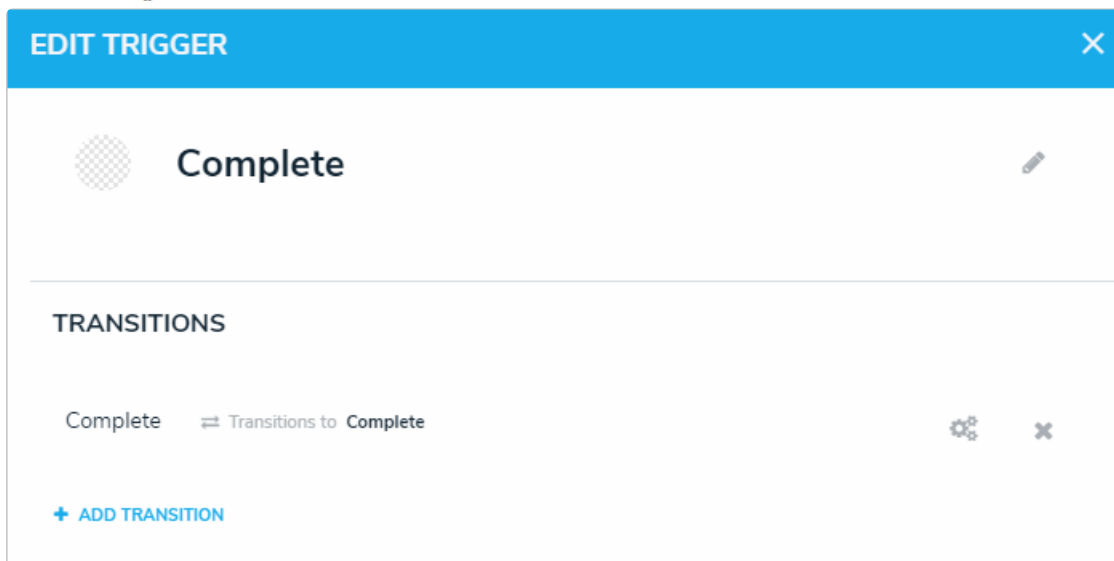 EDIT TRIGGER
Complete
TRANSITIONS
Complete Transitions to Complete
ADD TRANSITION